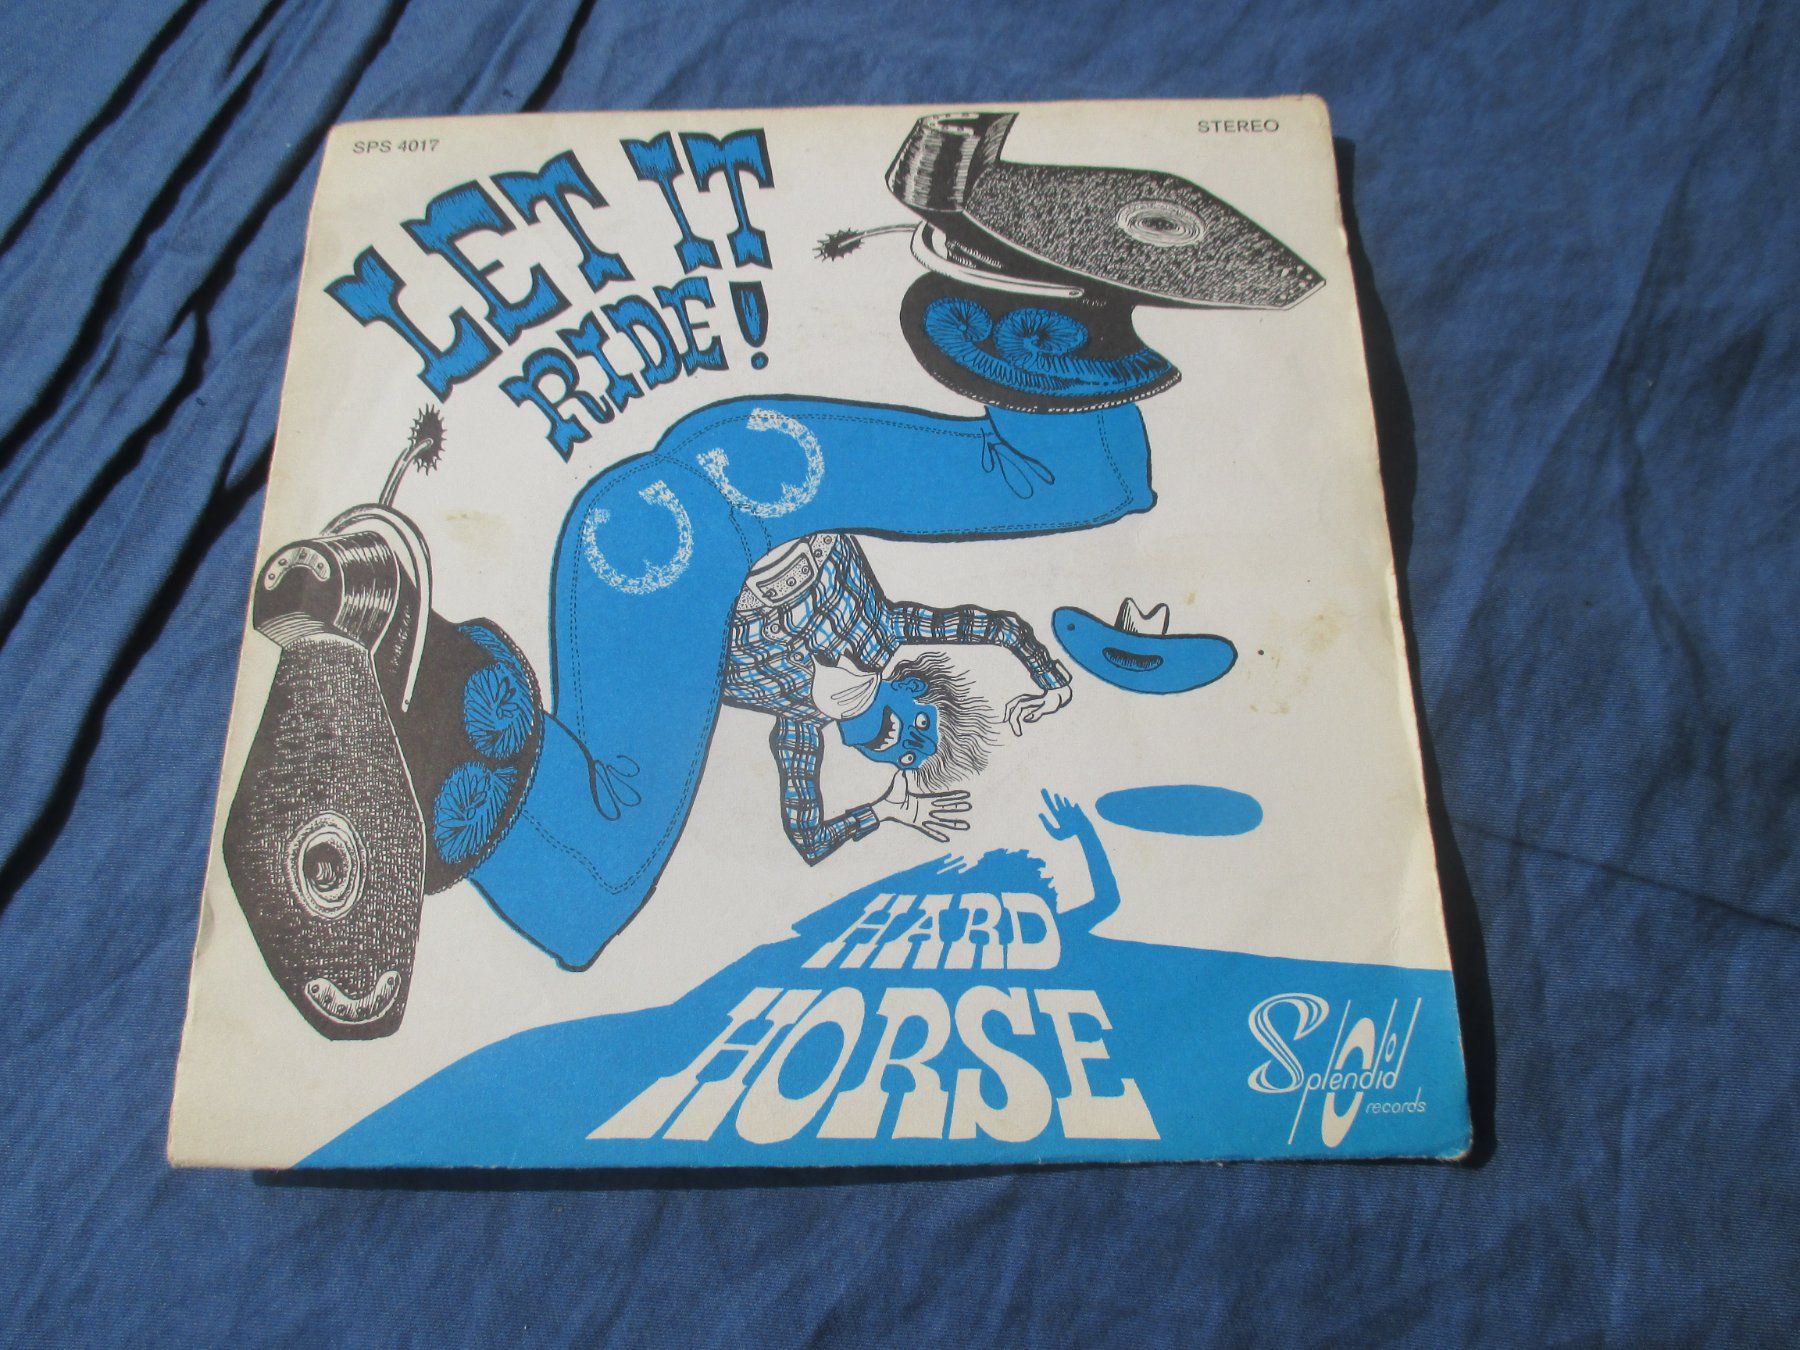 SPS 4017
STEREO
LET IT
RIDE!
HARD
HORSE
Splendid
records